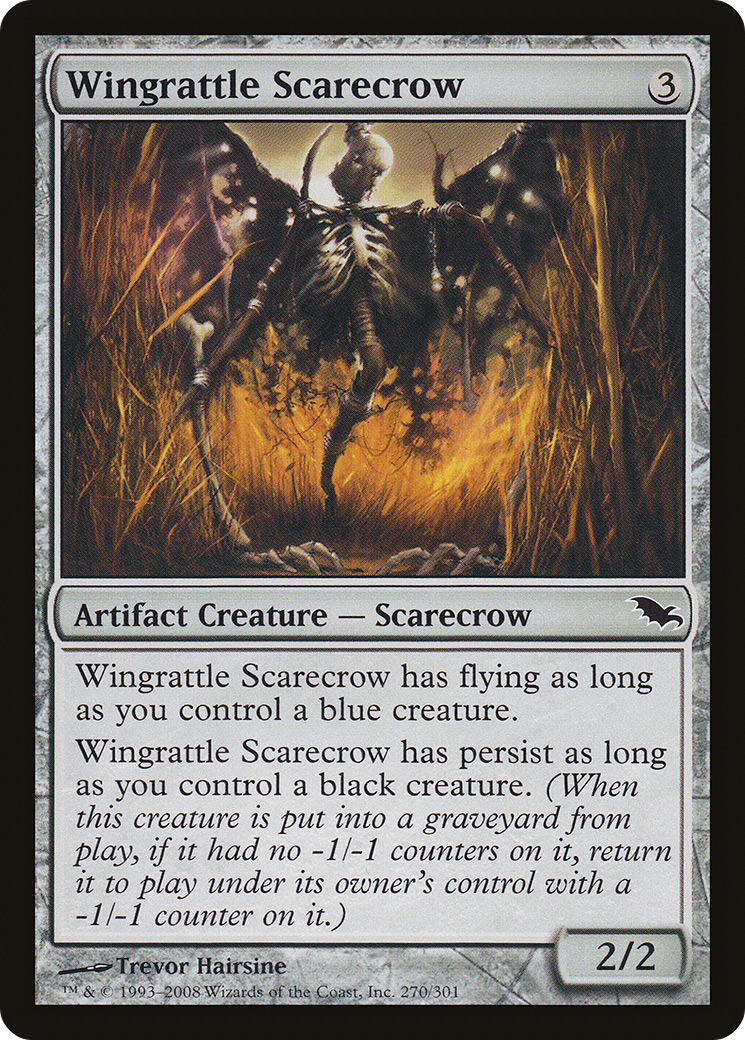 Wingrattle Scarecrow 3
Artifact Creature — Scarecrow
Wingrattle Scarecrow has flying as long
as you control a blue creature.
Wingrattle Scarecrow has persist as long
as you control a black creature. (When
this creature is put into a graveyard from
play, if it had no -1/-1 counters on it, return
it to play under its owner's control with a
-1/-1 counter on it.)
2/2
Trevor Hairsine
™ & © 1993–2008 Wizards of the Coast, Inc. 270/301